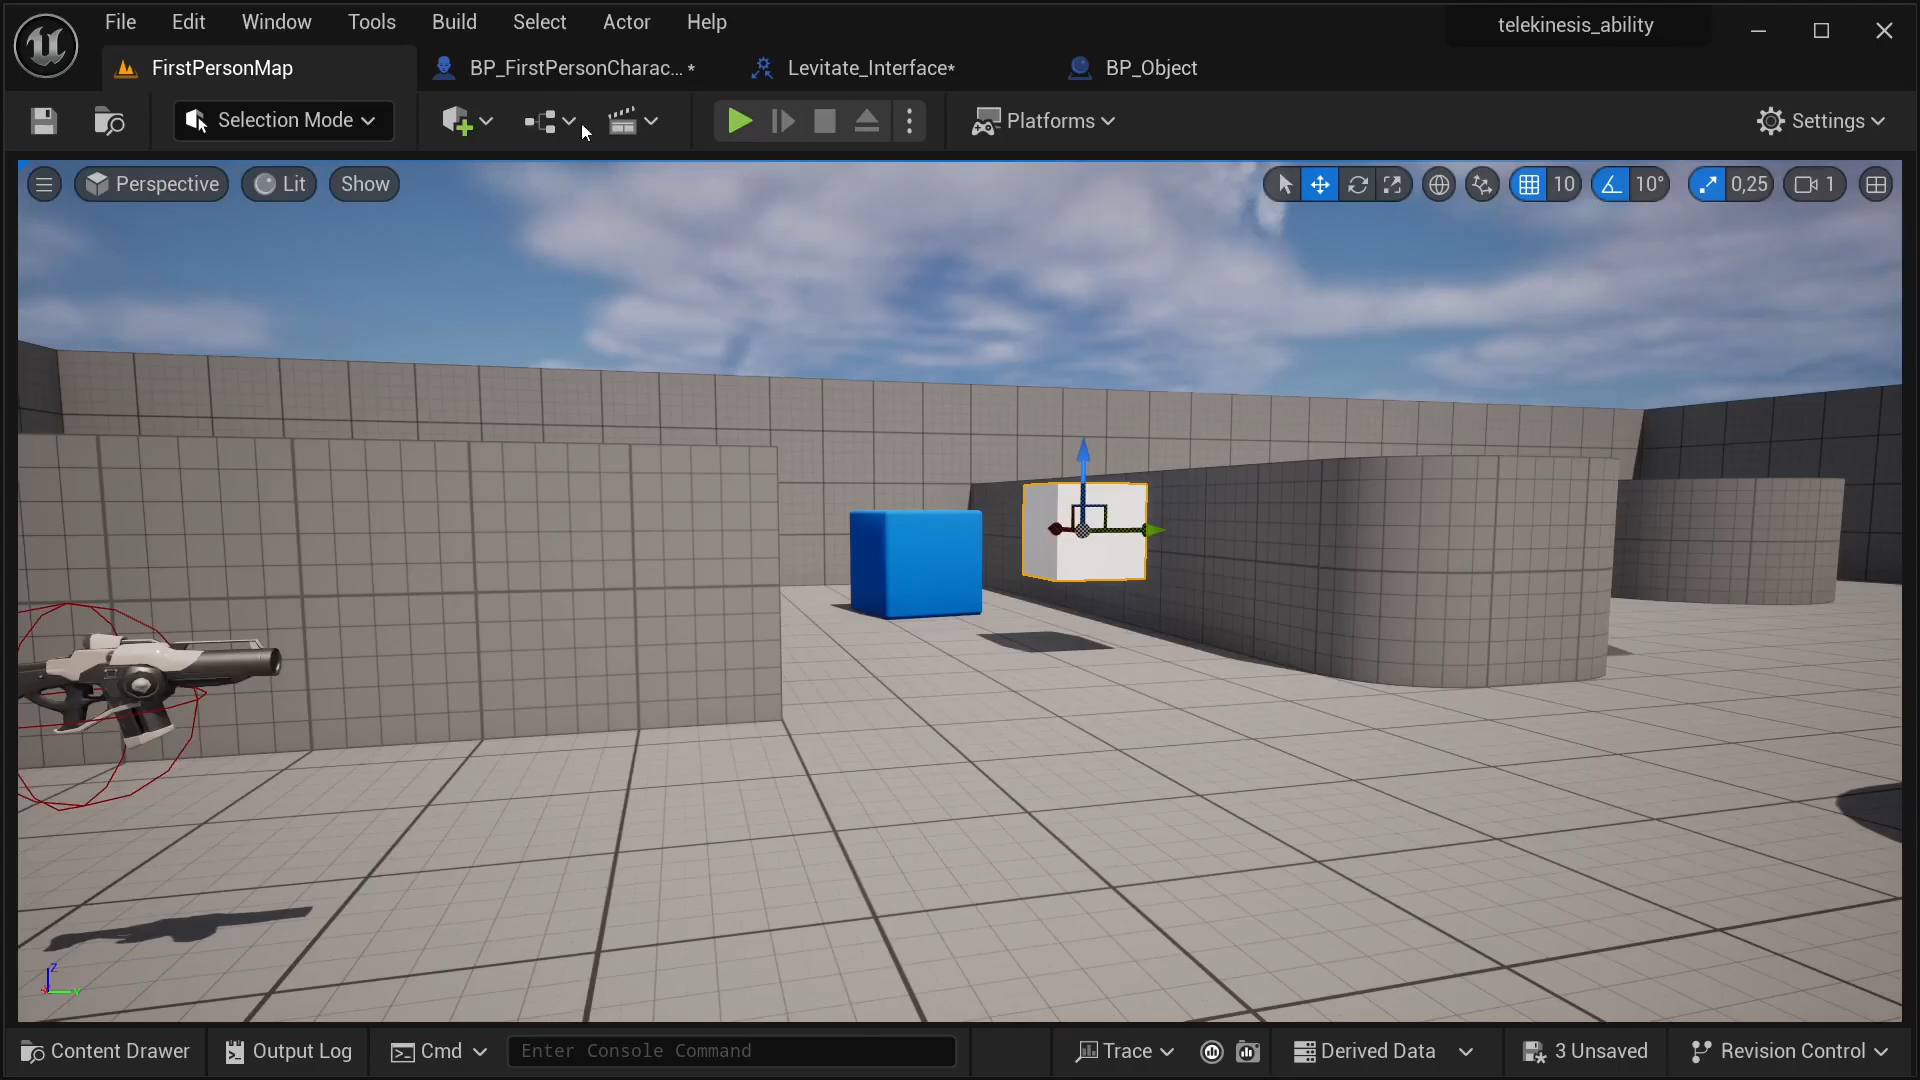 File Edit Window Tools Build Select Actor Help
telekinesis_ability
FirstPersonMap
BP_FirstPersonCharac... *
Levitate_Interface*
BP_Object
Selection Mode
Platforms
Settings
Perspective
Lit
Show
10
10°
0,25
1
Z
Y
Content Drawer
Output Log
Cmd
Enter Console Command
Trace
Derived Data
3 Unsaved
Revision Control